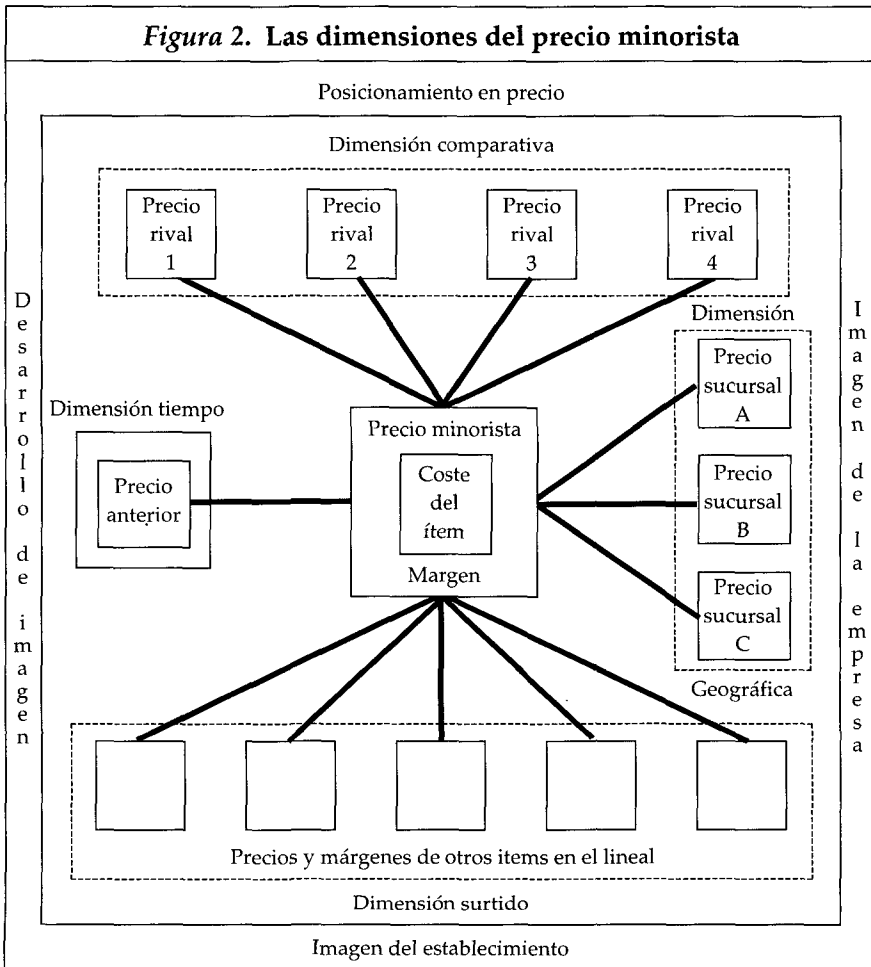 Figura 2. Las dimensiones del precio minorista
Posicionamiento en precio
Dimensión comparativa
Precio
rival
1
Precio
rival
2
Precio
rival
3
Precio
rival
4
Desarrollo de imagen
Imagen de la empresa
Dimensión
Precio
sucursal
A
Precio
sucursal
B
Precio
sucursal
C
Geográfica
Dimensión tiempo
Precio
anterior
Precio minorista
Coste
del
ítem
Margen
Precios y márgenes de otros items en el lineal
Dimensión surtido
Imagen del establecimiento